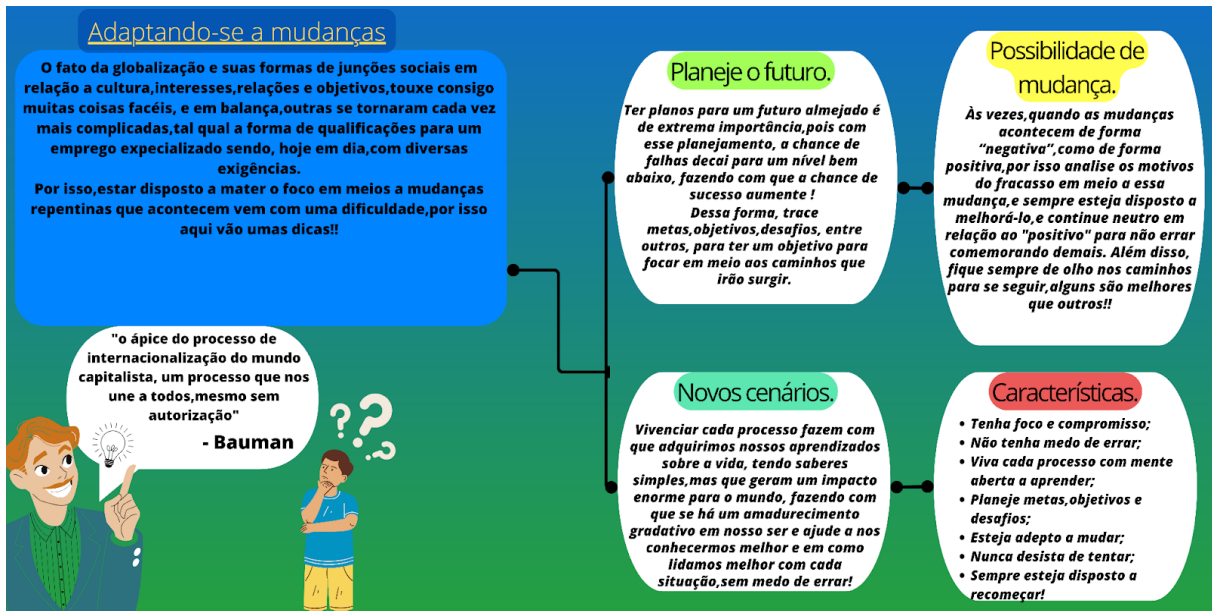 Adaptando-se a mudanças
O fato da globalização e suas formas de junções sociais em
relação a cultura,interesses,relações e objetivos,touxe consigo
muitas coisas facéis, e em balança,outras se tornaram cada vez
mais complicadas,tal qual a forma de qualificações para um
emprego expecializado sendo, hoje em dia,com diversas
exigências.
Por isso,estar disposto a mater o foco em meios a mudanças
repentinas que acontecem vem com uma dificuldade,por isso
aqui vão umas dicas!!
"o ápice do processo de
internacionalização do mundo
capitalista, um processo que nos
une a todos,mesmo sem
autorização"
- Bauman
Planeje o futuro.
Ter planos para um futuro almejado é
de extrema importância,pois com
esse planejamento, a chance de
falhas decai para um nível bem
abaixo, fazendo com que a chance de
sucesso aumente !
Dessa forma, trace
metas,objetivos,desafios, entre
outros, para ter um objetivo para
focar em meio aos caminhos que
irão surgir.
Possibilidade de
mudança.
Às vezes,quando as mudanças
acontecem de forma
“negativa”,como de forma
positiva,por isso analise os motivos
do fracasso em meio a essa
mudança,e sempre esteja disposto a
melhorá-lo,e continue neutro em
relação ao "positivo" para não errar
comemorando demais. Além disso,
fique sempre de olho nos caminhos
para se seguir,alguns são melhores
que outros!!
Novos cenários.
Vivenciar cada processo fazem com
que adquirimos nossos aprendizados
sobre a vida, tendo saberes
simples,mas que geram um impacto
enorme para o mundo, fazendo com
que se há um amadurecimento
gradativo em nosso ser e ajude a nos
conhecermos melhor e em como
lidamos melhor com cada
situação,sem medo de errar!
Características.
• Tenha foco e compromisso;
• Não tenha medo de errar;
• Viva cada processo com mente
aberta a aprender;
• Planeje metas,objetivos e
desafios;
• Esteja adepto a mudar;
• Nunca desista de tentar;
• Sempre esteja disposto a
recomeçar!